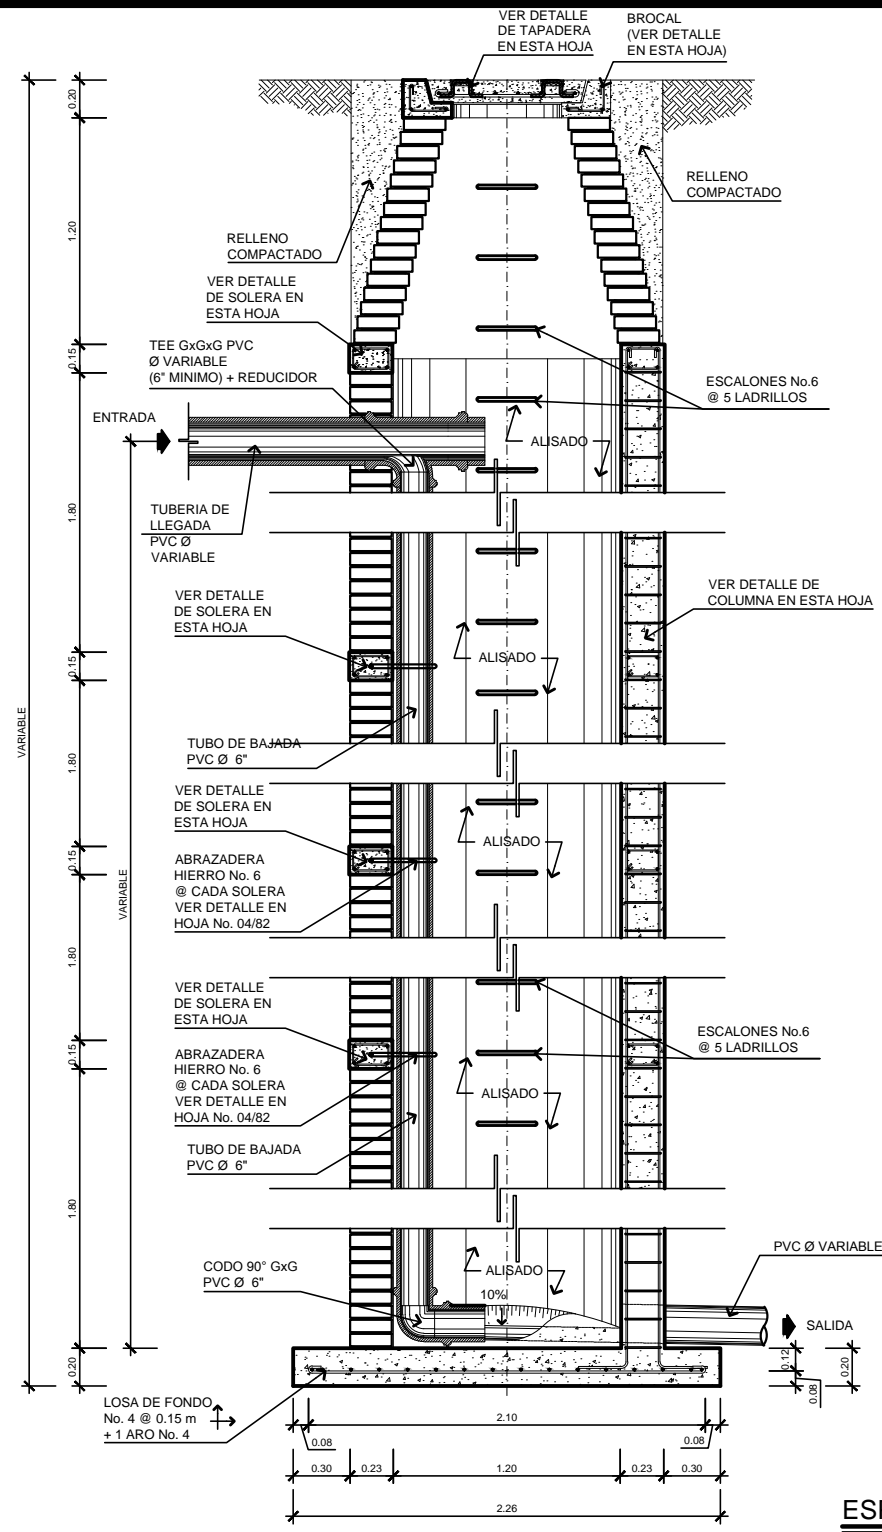 VER DETALLE
DE TAPADERA
EN ESTA HOJA
BROCAL
(VER DETALLE
EN ESTA HOJA)
0.20
RELLENO
COMPACTADO
1.20
RELLENO
COMPACTADO
VER DETALLE
DE SOLERA EN
ESTA HOJA
TEE GxGxG PVC
Ø VARIABLE
(6" MINIMO) + REDUCIDOR
0.15
ESCALONES No.6
@ 5 LADRILLOS
ENTRADA
ALISADO
TUBERIA DE
LLEGADA
PVC Ø
VARIABLE
1.80
VER DETALLE
DE SOLERA EN
ESTA HOJA
VER DETALLE DE
COLUMNA EN ESTA HOJA
0.15
ALISADO
VARIABLE
TUBO DE BAJADA
PVC Ø 6"
1.80
VER DETALLE
DE SOLERA EN
ESTA HOJA
ALISADO
0.15
ABRAZADERA
HIERRO No. 6
@ CADA SOLERA
VER DETALLE EN
HOJA No. 04/82
VARIABLE
1.80
VER DETALLE
DE SOLERA EN
ESTA HOJA
ESCALONES No.6
@ 5 LADRILLOS
0.15
ABRAZADERA
HIERRO No. 6
@ CADA SOLERA
VER DETALLE EN
HOJA No. 04/82
ALISADO
TUBO DE BAJADA
PVC Ø 6"
1.80
PVC Ø VARIABLE
CODO 90° GxG
PVC Ø 6"
ALISADO
10%
SALIDA
0.20
0.12
0.20
0.08
LOSA DE FONDO
No. 4 @ 0.15 m
+ 1 ARO No. 4
2.10
0.08
0.08
0.30
0.23
1.20
0.23
0.30
2.26